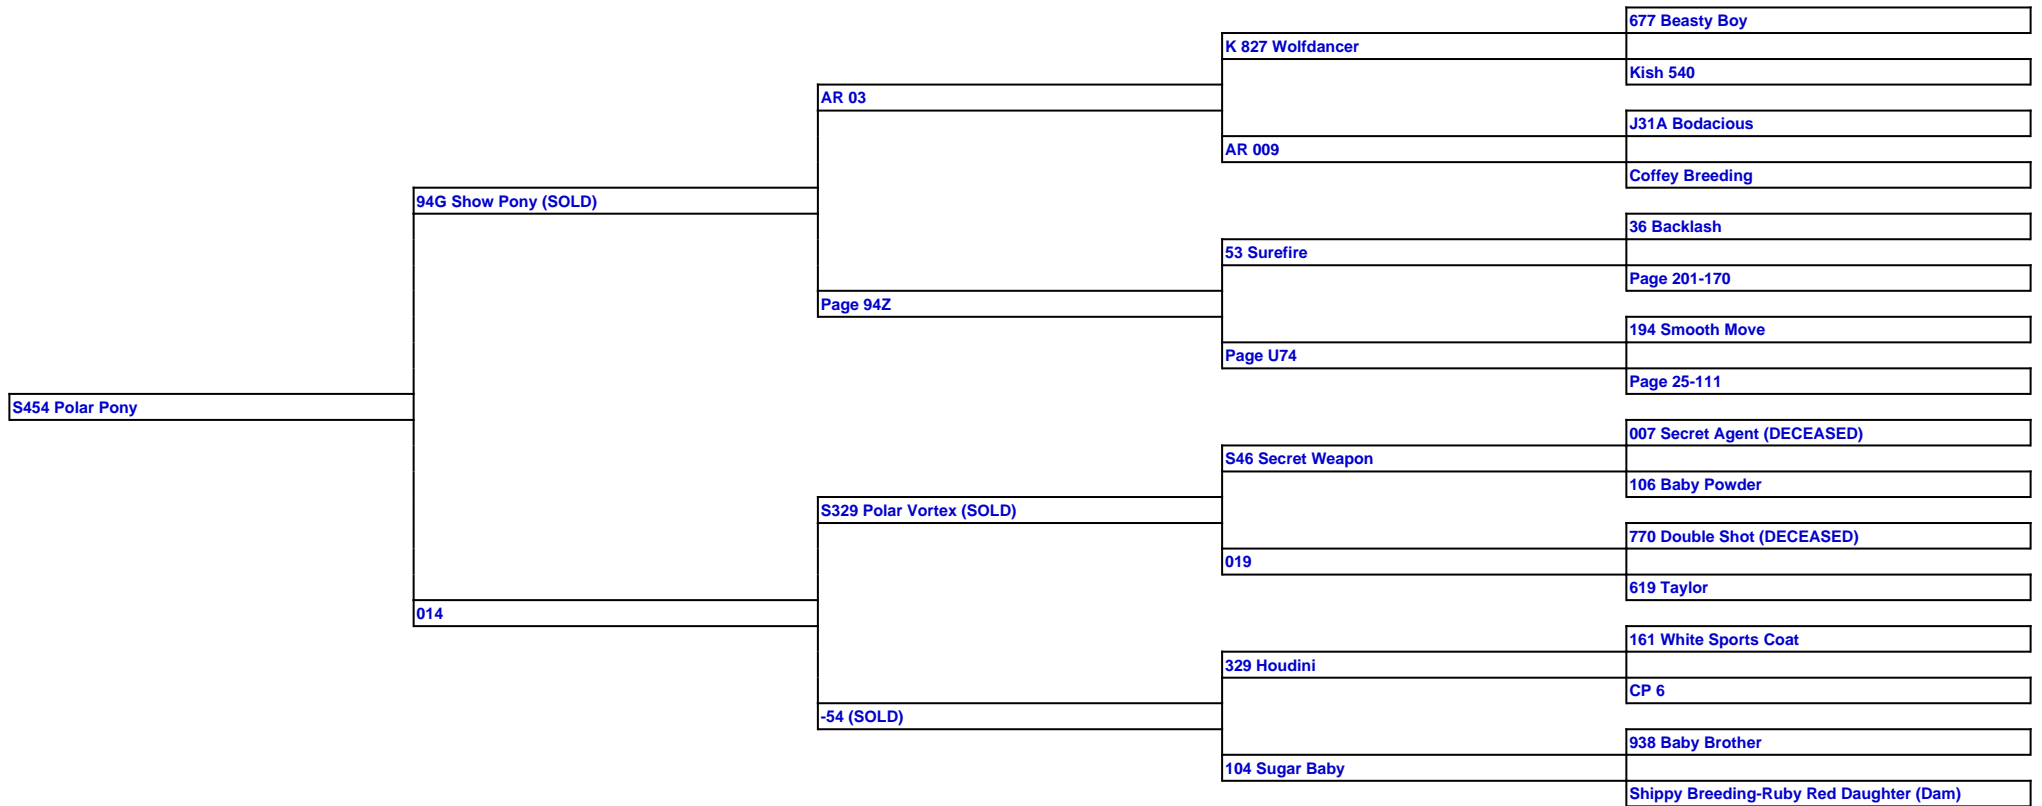 677 Beasty Boy
K 827 Wolfdancer
Kish 540
AR 03
J31A Bodacious
AR 009
Coffey Breeding
94G Show Pony (SOLD)
36 Backlash
53 Surefire
Page 201-170
Page 94Z
194 Smooth Move
Page U74
Page 25-111
S454 Polar Pony
007 Secret Agent (DECEASED)
S46 Secret Weapon
106 Baby Powder
S329 Polar Vortex (SOLD)
770 Double Shot (DECEASED)
019
619 Taylor
014
161 White Sports Coat
329 Houdini
CP 6
-54 (SOLD)
938 Baby Brother
104 Sugar Baby
Shippy Breeding-Ruby Red Daughter (Dam)